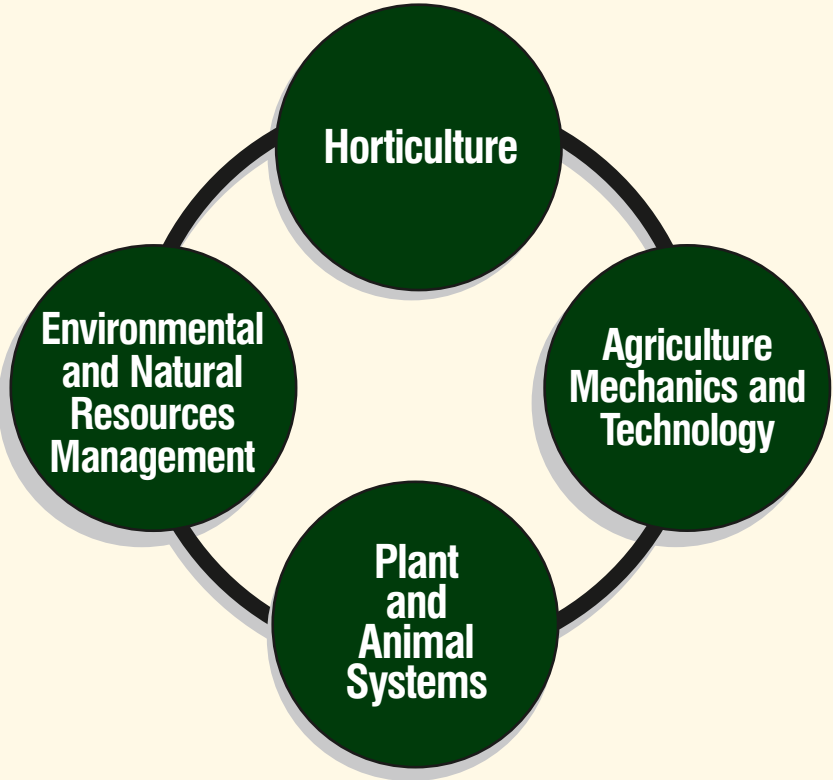 Horticulture
Environmental
and Natural
Resources
Management
Agriculture
Mechanics and
Technology
Plant
and
Animal
Systems